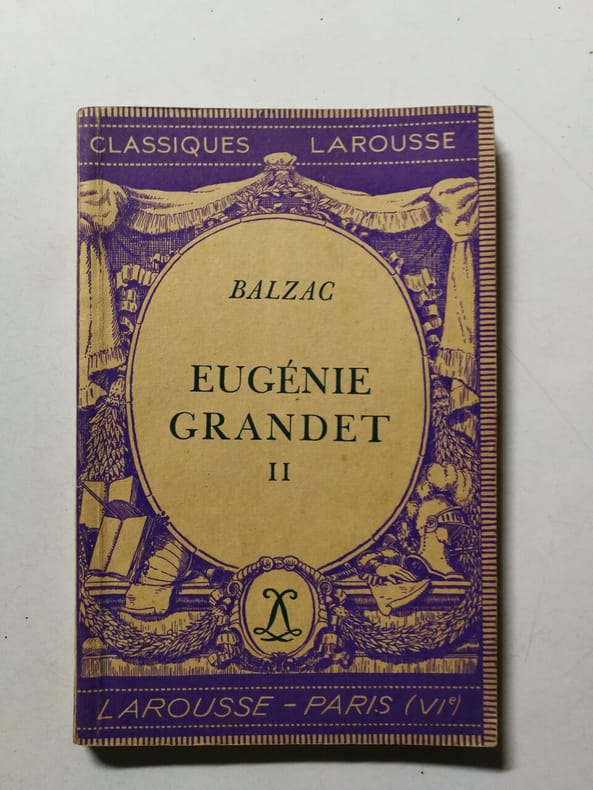 CLASSIQUES LAROUSSE
BALZAC
EUGÉNIE
GRANDET
II
LAROUSSE – PARIS (VIe)